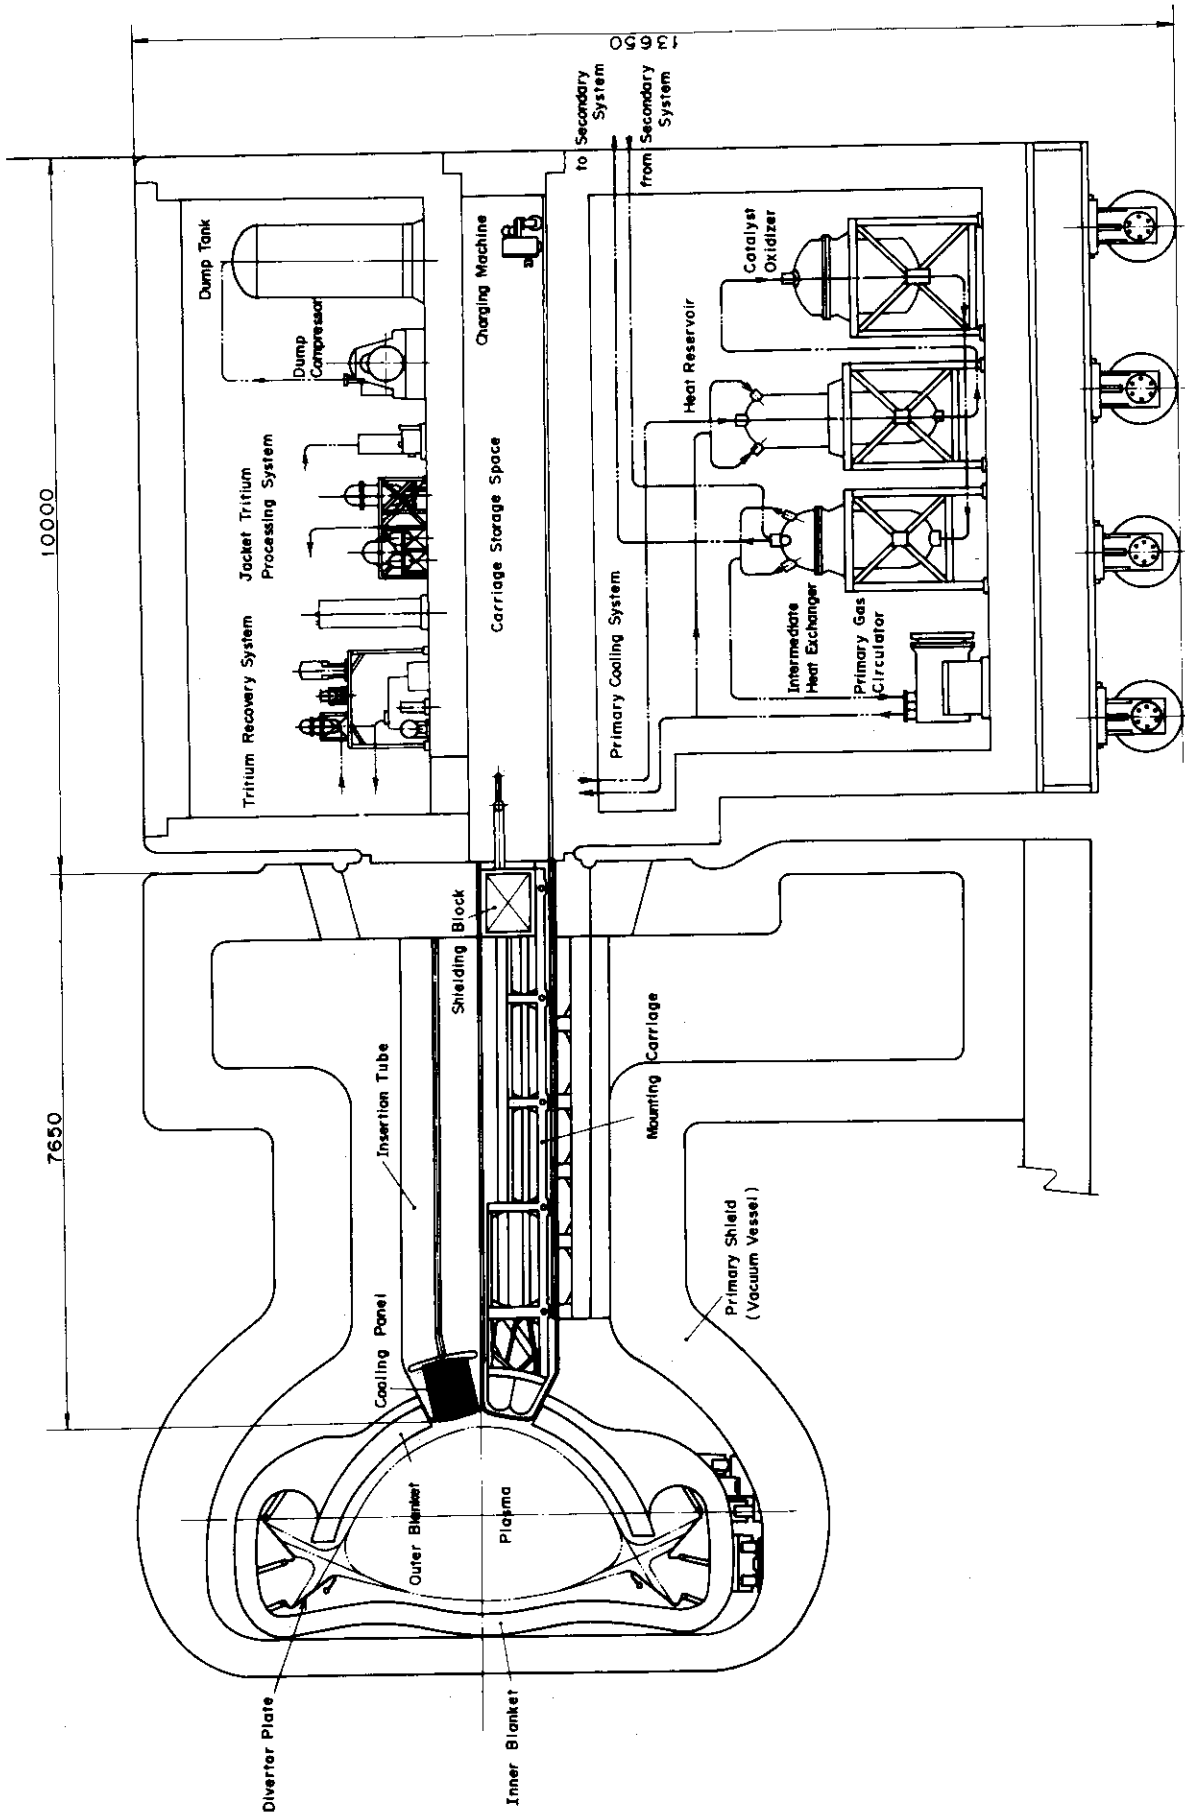 7650
10000
Divertor Plate
Tritium Recovery System
Jacket Tritium
Processing System
Dump Tank
Dump
Compressor
Insertion Tube
Cooling Panel
Outer Blanket
Shielding Block
Charging Machine
Carriage Storage Space
Inner Blanket
Plasma
to Secondary
System
from Secondary
System
13650
Primary Cooling System
Mounting Carriage
Heat Reservoir
Catalyst
Oxidizer
Primary Shield
(Vacuum Vessel)
Intermediate
Heat Exchanger
Primary Gas
Circulator